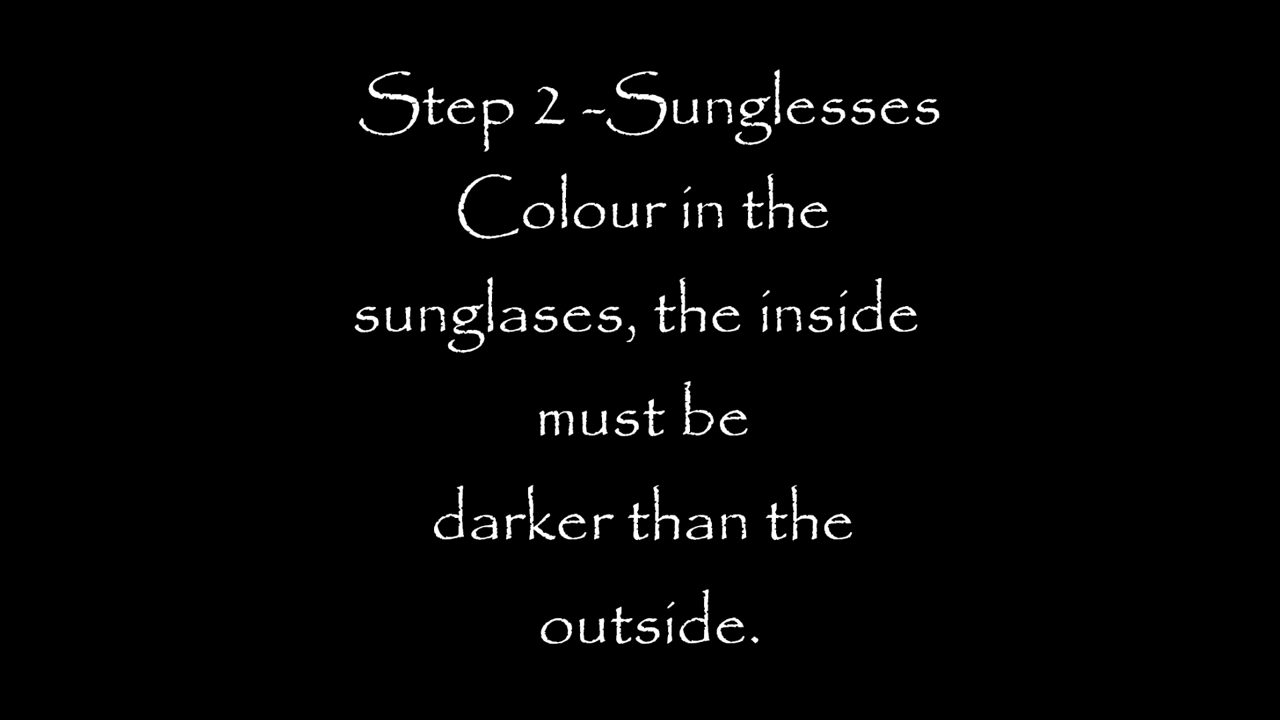 Step 2 -Sunglesses
Colour in the
sunglases, the inside
must be
darker than the
outside.